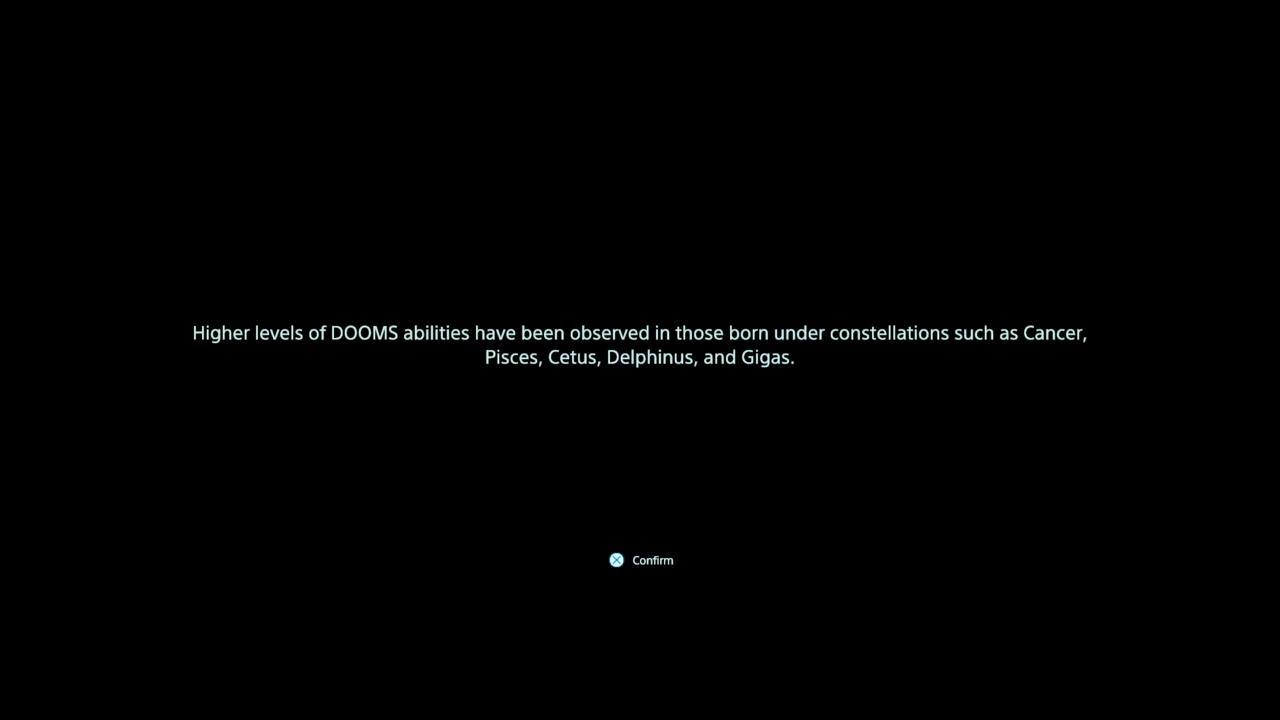 Higher levels of DOOMS abilities have been observed in those born under constellations such as Cancer,
Pisces, Cetus, Delphinus, and Gigas.
Confirm